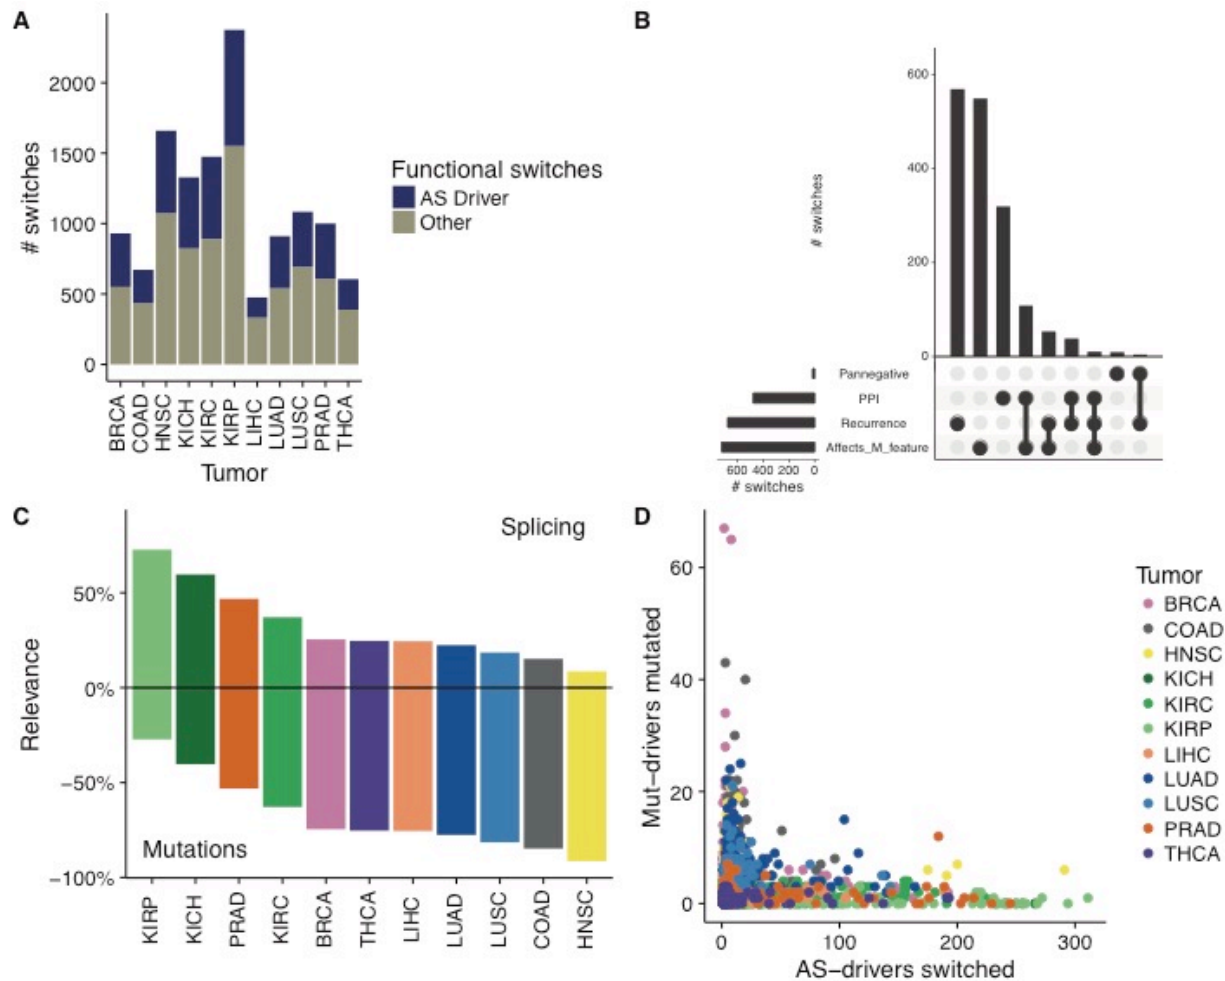 A
# switches
2000
1500
1000
500
0
BRCA
COAD
HNSC
KICH
KIRC
KIRP
LIHC
LUAD
LUSC
PRAD
THCA
Tumor
Functional switches
AS Driver
Other
B
# switches
600
400
200
0
Pannegative
PPI
Recurrence
Affects_M_feature
600 400 200 0
# switches
C
Splicing
Relevance
50%
0%
−50%
−100%
Mutations
KIRP
KICH
PRAD
KIRC
BRCA
THCA
LIHC
LUAD
LUSC
COAD
HNSC
D
Mut−drivers mutated
60
40
20
0
0 100 200 300
AS−drivers switched
Tumor
BRCA
COAD
HNSC
KICH
KIRC
KIRP
LIHC
LUAD
LUSC
PRAD
THCA